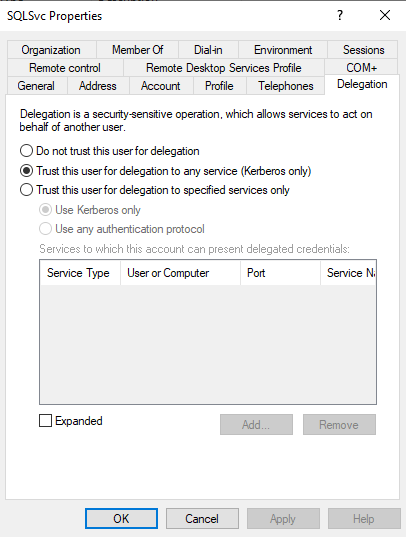 SQLSvc Properties
?
Organization Member Of Dial-in Environment Sessions
Remote control Remote Desktop Services Profile COM+
General Address Account Profile Telephones Delegation
Delegation is a security-sensitive operation, which allows services to act on
behalf of another user.
Do not trust this user for delegation
Trust this user for delegation to any service (Kerberos only)
Trust this user for delegation to specified services only
Use Kerberos only
Use any authentication protocol
Services to which this account can present delegated credentials:
Service Type User or Computer Port Service Na
Expanded Add... Remove
OK Cancel Apply Help